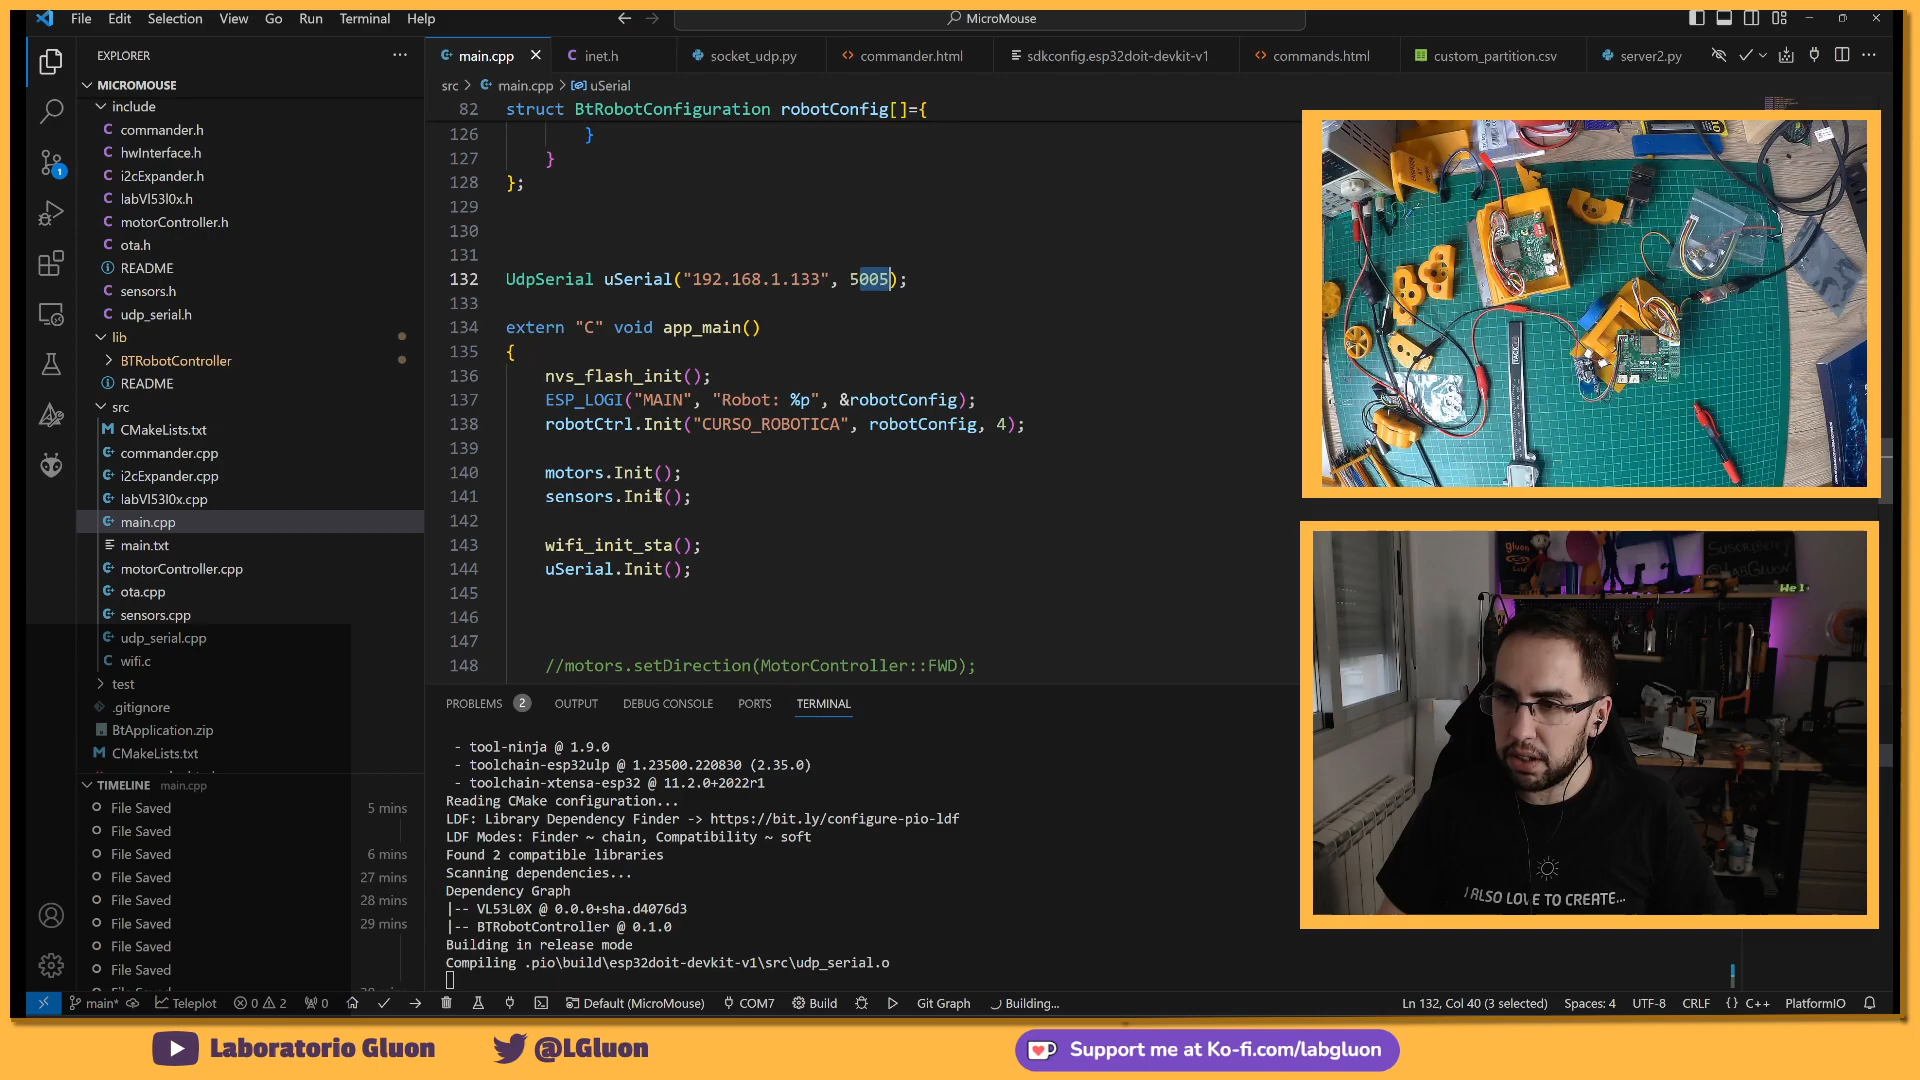 File Edit Selection View Go Run Terminal Help
MicroMouse
EXPLORER
main.cpp
inet.h
socket_udp.py
commander.html
sdkconfig.esp32doit-devkit-v1
commands.html
custom_partition.csv
server2.py
MICROMOUSE
src > main.cpp > uSerial
include
commander.h
hwInterface.h
i2cExpander.h
labVl53l0x.h
motorController.h
ota.h
README
sensors.h
udp_serial.h
lib
BTRobotController
README
src
CMakeLists.txt
commander.cpp
i2cExpander.cpp
labVl53l0x.cpp
main.cpp
main.txt
motorController.cpp
ota.cpp
sensors.cpp
udp_serial.cpp
wifi.c
test
.gitignore
BtApplication.zip
CMakeLists.txt
TIMELINE main.cpp
File Saved 5 mins
File Saved
File Saved 6 mins
File Saved 27 mins
File Saved 28 mins
File Saved 29 mins
File Saved
File Saved
82 struct BtRobotConfiguration robotConfig[]={
126 }
127 }
128 };
129
130
131
132 UdpSerial uSerial("192.168.1.133", 5005);
133
134 extern "C" void app_main()
135 {
136 nvs_flash_init();
137 ESP_LOGI("MAIN", "Robot: %p", &robotConfig);
138 robotCtrl.Init("CURSO_ROBOTICA", robotConfig, 4);
139
140 motors.Init();
141 sensors.Init();
142
143 wifi_init_sta();
144 uSerial.Init();
145
146
147
148 //motors.setDirection(MotorController::FWD);
PROBLEMS 2 OUTPUT DEBUG CONSOLE PORTS TERMINAL
- tool-ninja @ 1.9.0
- toolchain-esp32ulp @ 1.23500.220830 (2.35.0)
- toolchain-xtensa-esp32 @ 11.2.0+2022r1
Reading CMake configuration...
LDF: Library Dependency Finder -> https://bit.ly/configure-pio-ldf
LDF Modes: Finder ~ chain, Compatibility ~ soft
Found 2 compatible libraries
Scanning dependencies...
Dependency Graph
|-- VL53L0X @ 0.0.0+sha.d4076d3
|-- BTRobotController @ 0.1.0
Building in release mode
Compiling .pio\build\esp32doit-devkit-v1\src\udp_serial.o
gluon
SUSCRIBETE
@LABGLUON
Wel
I ALSO LOVE TO CREATE...
main* Teleplot 0 2 0 Default (MicroMouse) COM7 Build Git Graph Building...
Ln 132, Col 40 (3 selected) Spaces: 4 UTF-8 CRLF {} C++ PlatformIO
Laboratorio Gluon
@LGluon
Support me at Ko-fi.com/labgluon